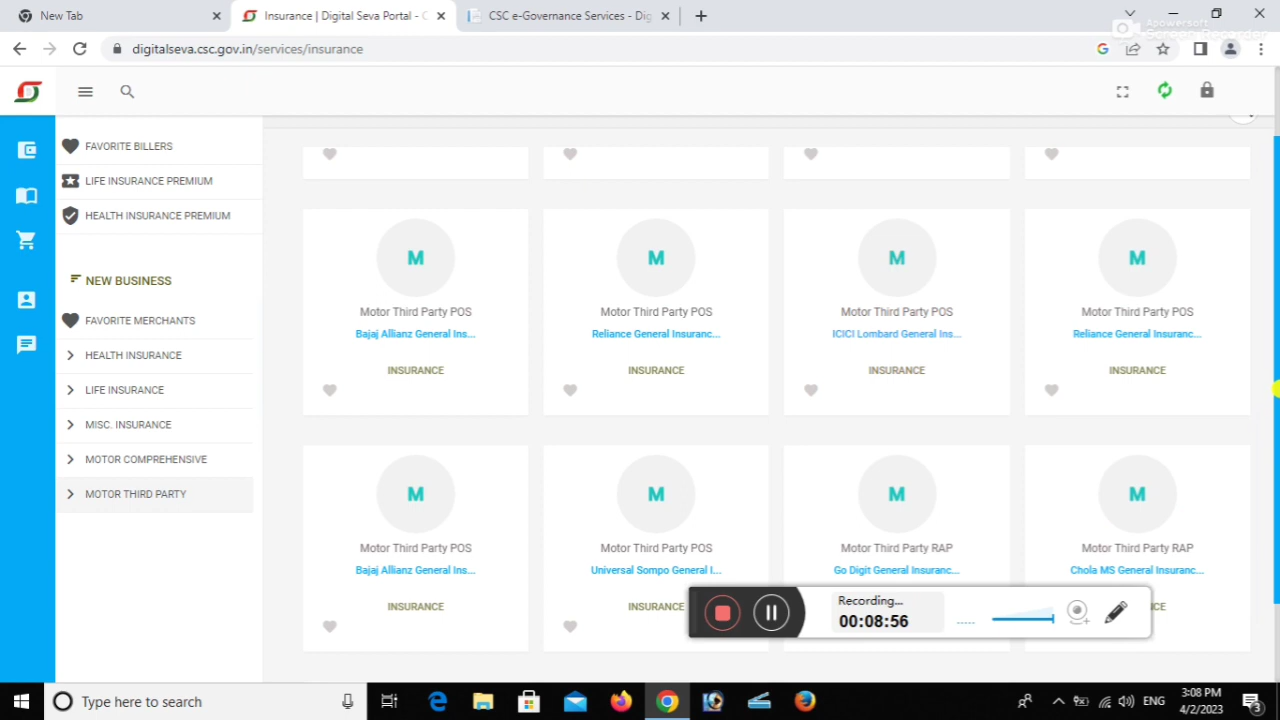 New Tab
Insurance | Digital Seva Portal - C
CSC e-Governance Services - Dig
Apowersoft
Screen Recorder
digitalseva.csc.gov.in/services/insurance
FAVORITE BILLERS
LIFE INSURANCE PREMIUM
HEALTH INSURANCE PREMIUM
NEW BUSINESS
FAVORITE MERCHANTS
HEALTH INSURANCE
LIFE INSURANCE
MISC. INSURANCE
MOTOR COMPREHENSIVE
MOTOR THIRD PARTY
M M M M
Motor Third Party POS Motor Third Party POS Motor Third Party POS Motor Third Party POS
Bajaj Allianz General Ins... Reliance General Insuranc... ICICI Lombard General Ins... Reliance General Insuranc...
INSURANCE INSURANCE INSURANCE INSURANCE
M M M M
Motor Third Party POS Motor Third Party POS Motor Third Party RAP Motor Third Party RAP
Bajaj Allianz General Ins... Universal Sompo General I... Go Digit General Insuranc... Chola MS General Insuranc...
INSURANCE INSURANCE CE
Recording...
00:08:56
Type here to search
ENG
3:08 PM
4/2/2023
3